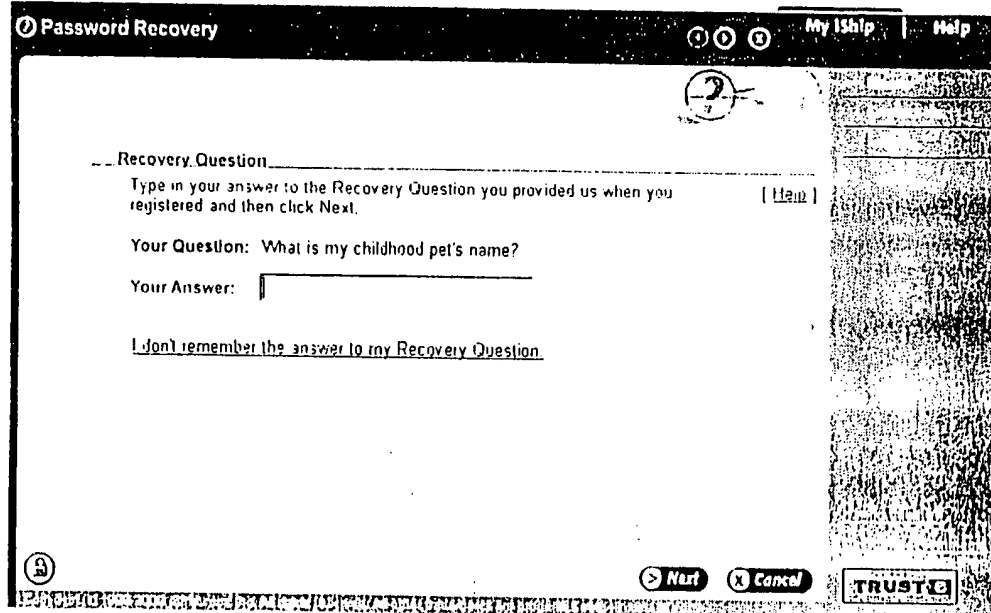 Password Recovery
My iShip | Help
Recovery Question
Type in your answer to the Recovery Question you provided us when you
registered and then click Next.
[ Help ]
Your Question: What is my childhood pet's name?
Your Answer:
I don't remember the answer to my Recovery Question.
Next
Cancel
TRUSTe